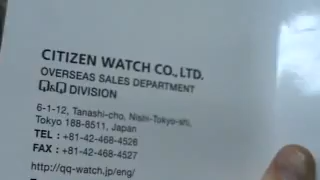 CITIZEN WATCH CO., LTD.
OVERSEAS SALES DEPARTMENT
Q&Q DIVISION
6-1-12, Tanashi-cho, Nishi-Tokyo-shi,
Tokyo 188-8511, Japan
TEL : +81-42-468-4526
FAX : +81-42-468-4527
http://qq-watch.jp/eng/